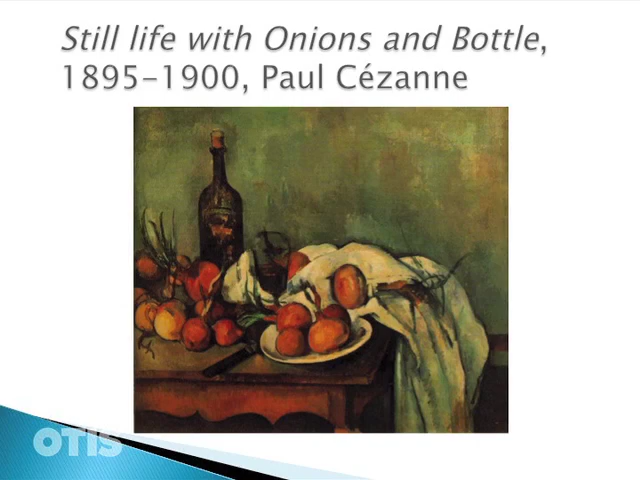 Still life with Onions and Bottle,
1895-1900, Paul Cézanne
OTIS